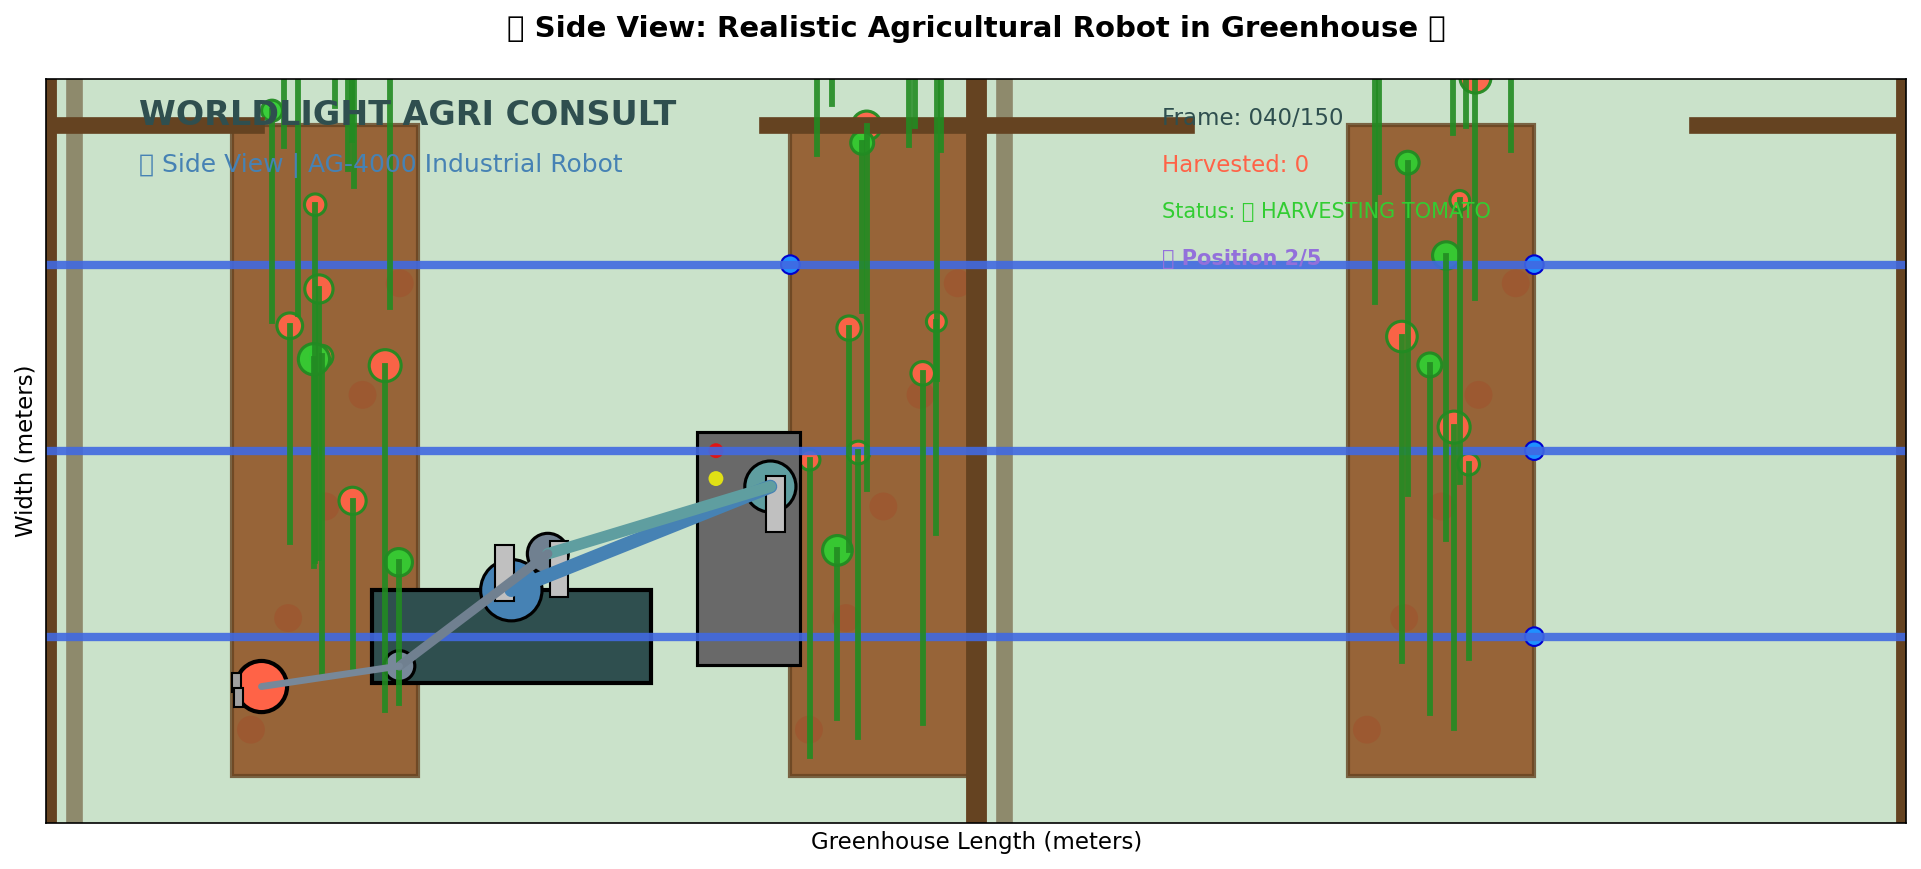 ▯ Side View: Realistic Agricultural Robot in Greenhouse ▯
WORLDLIGHT AGRI CONSULT
▯ Side View | AG-4000 Industrial Robot
Frame: 040/150
Harvested: 0
Status: ▯ HARVESTING TOMATO
▯ Position 2/5
Width (meters)
Greenhouse Length (meters)